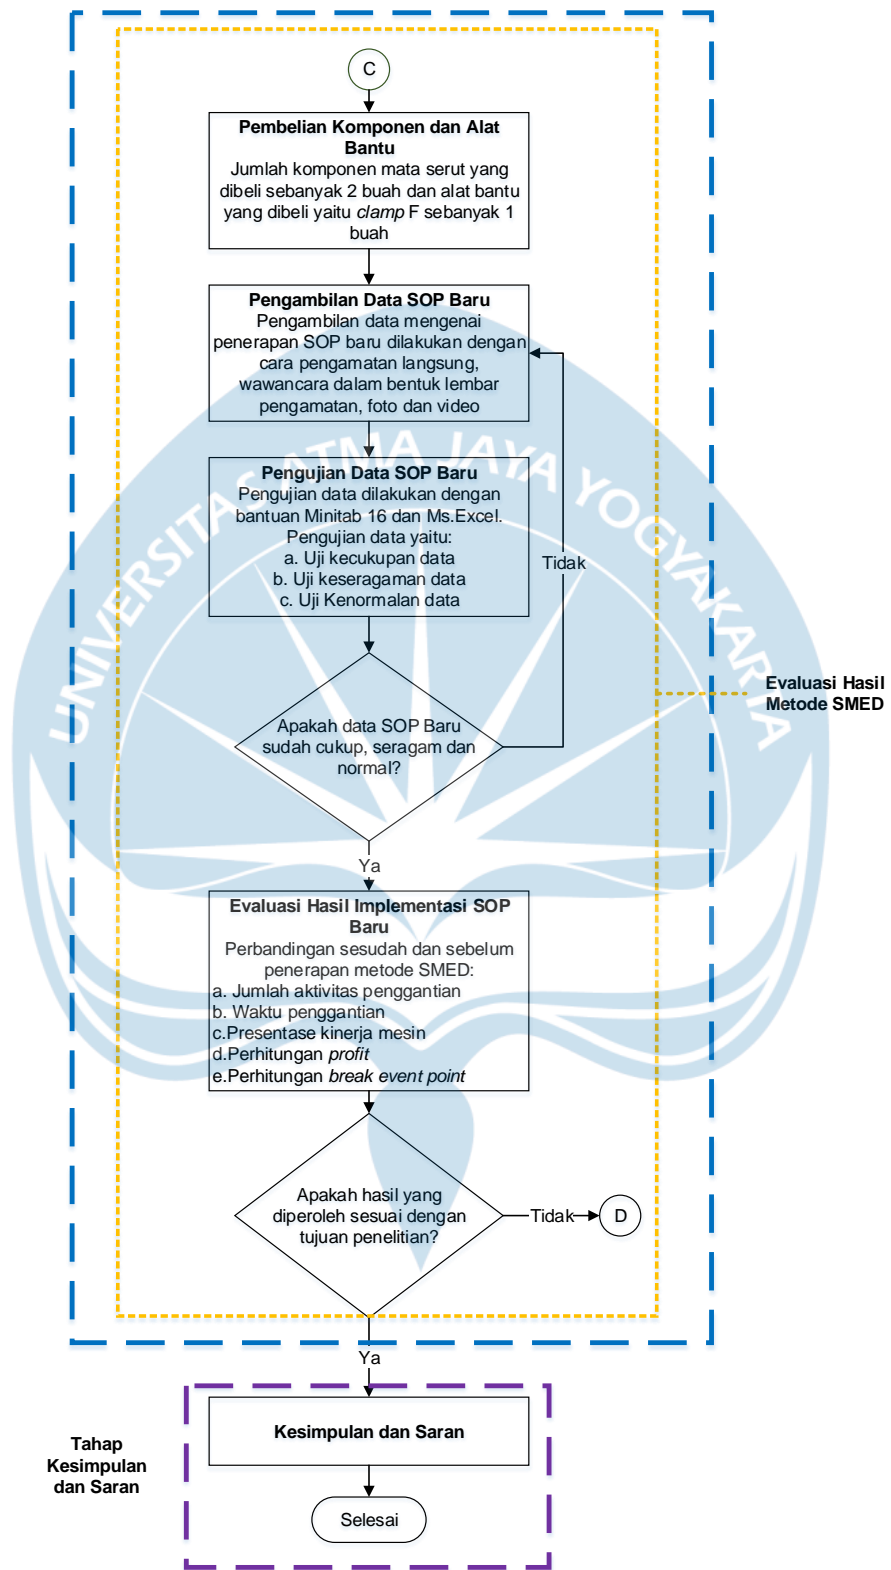 C
Pembelian Komponen dan Alat
Bantu
Jumlah komponen mata serut yang
dibeli sebanyak 2 buah dan alat bantu
yang dibeli yaitu clamp F sebanyak 1
buah
Pengambilan Data SOP Baru
Pengambilan data mengenai
penerapan SOP baru dilakukan dengan
cara pengamatan langsung,
wawancara dalam bentuk lembar
pengamatan, foto dan video
Pengujian Data SOP Baru
Pengujian data dilakukan dengan
bantuan Minitab 16 dan Ms.Excel.
Pengujian data yaitu:
a. Uji kecukupan data
b. Uji keseragaman data
c. Uji Kenormalan data
Tidak
Apakah data SOP Baru
sudah cukup, seragam dan
normal?
Evaluasi Hasil
Metode SMED
Ya
Evaluasi Hasil Implementasi SOP
Baru
Perbandingan sesudah dan sebelum
penerapan metode SMED:
a. Jumlah aktivitas penggantian
b. Waktu penggantian
c.Presentase kinerja mesin
d.Perhitungan profit
e.Perhitungan break event point
Apakah hasil yang
diperoleh sesuai dengan
tujuan penelitian?
Tidak
D
Ya
Kesimpulan dan Saran
Tahap
Kesimpulan
dan Saran
Selesai
UNIVERSITAS ATMA JAYA YOGYAKARTA